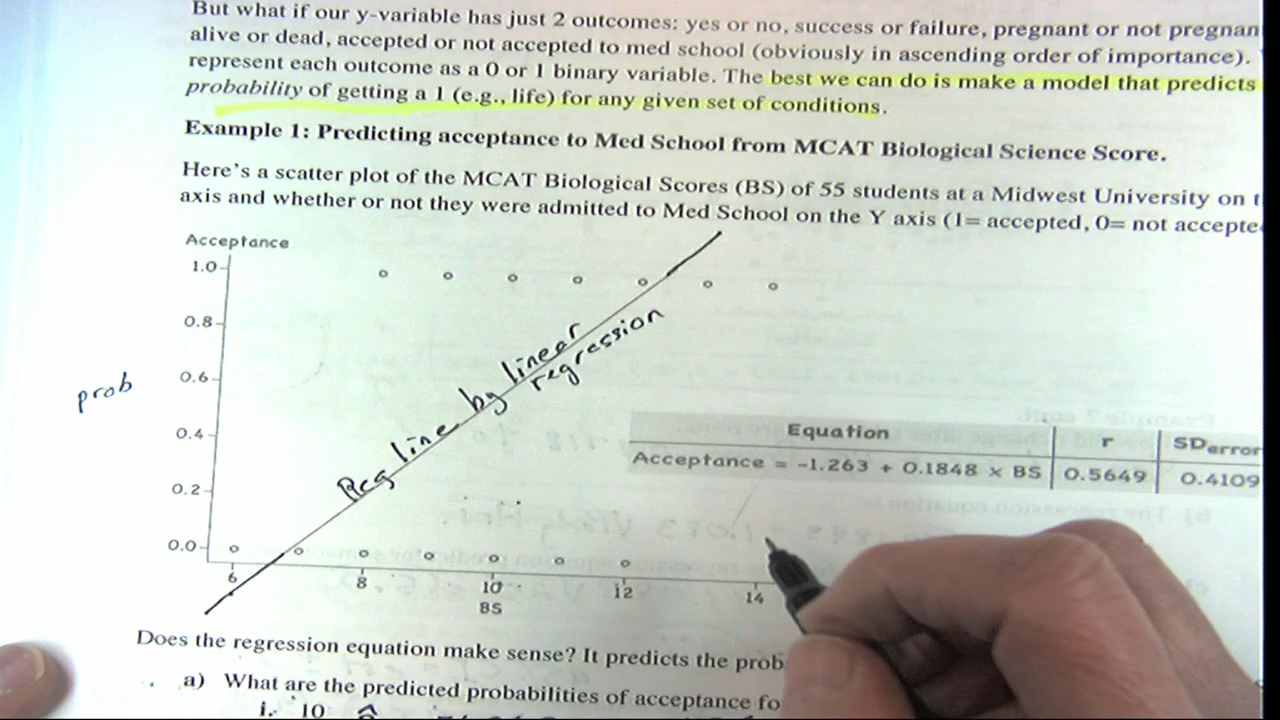 But what if our y-variable has just 2 outcomes: yes or no, success or failure, pregnant or not pregnan
alive or dead, accepted or not accepted to med school (obviously in ascending order of importance).
represent each outcome as a 0 or 1 binary variable. The best we can do is make a model that predicts
probability of getting a 1 (e.g., life) for any given set of conditions.
Example 1: Predicting acceptance to Med School from MCAT Biological Science Score.
Here's a scatter plot of the MCAT Biological Scores (BS) of 55 students at a Midwest University on t
axis and whether or not they were admitted to Med School on the Y axis (1= accepted, 0= not accepte
Acceptance
1.0
0.8
0.6
0.4
0.2
0.0
prob
Reg line by linear
regression
6 8 10 12 14
BS
Equation r SDerror
Acceptance = -1.263 + 0.1848 × BS 0.5649 0.4109
Does the regression equation make sense? It predicts the prob
a) What are the predicted probabilities of acceptance fo
i. 10